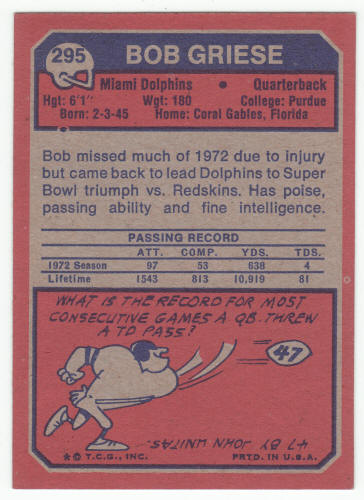 295
BOB GRIESE
Miami Dolphins • Quarterback
Hgt: 6'1" Wgt: 180 College: Purdue
Born: 2-3-45 Home: Coral Gables, Florida
Bob missed much of 1972 due to injury
but came back to lead Dolphins to Super
Bowl triumph vs. Redskins. Has poise,
passing ability and fine intelligence.
PASSING RECORD
ATT. COMP. YDS. TDS.
1972 Season 97 53 638 4
Lifetime 1543 813 10,919 81
WHAT IS THE RECORD FOR MOST
CONSECUTIVE GAMES A QB. THREW
A TD PASS?
47
47 BY JOHN UNITAS.
* © T.C.G., INC. PRTD. IN U.S.A.